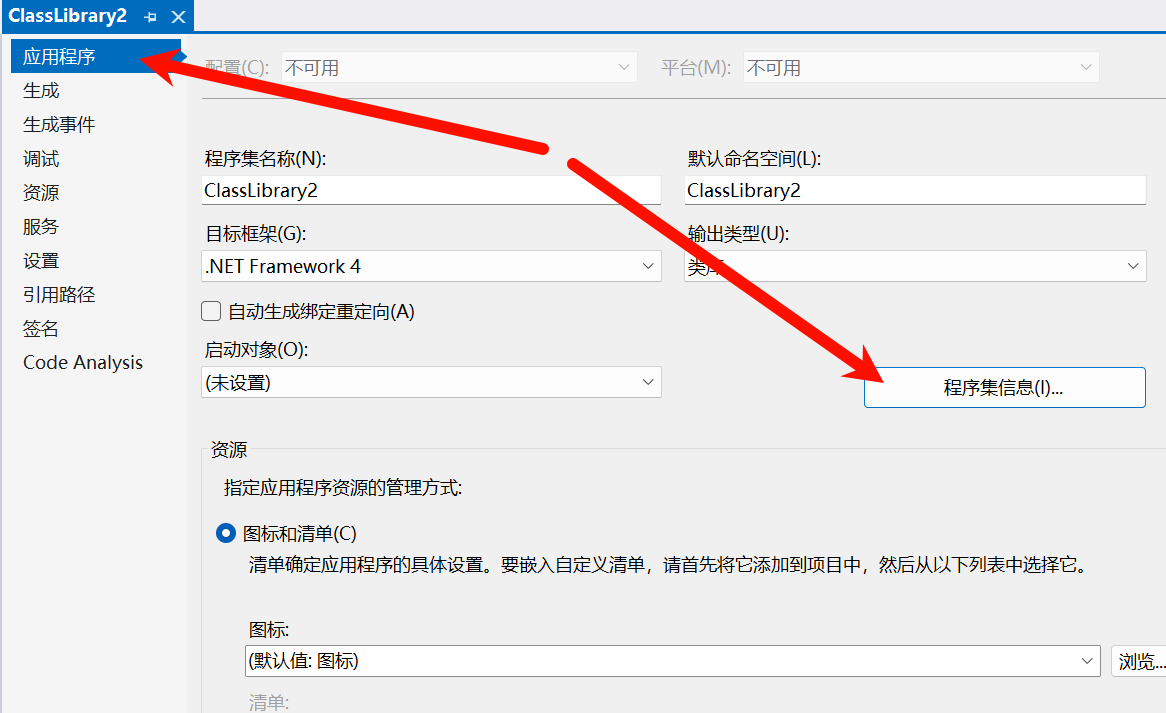 ClassLibrary2
应用程序
生成
生成事件
调试
资源
服务
设置
引用路径
签名
Code Analysis
配置(C): 不可用 平台(M): 不可用
程序集名称(N): 默认命名空间(L):
ClassLibrary2 ClassLibrary2
目标框架(G): 输出类型(U):
.NET Framework 4 类库
自动生成绑定重定向(A)
启动对象(O):
(未设置) 程序集信息(I)...
资源
指定应用程序资源的管理方式:
图标和清单(C)
清单确定应用程序的具体设置。要嵌入自定义清单，请首先将它添加到项目中，然后从以下列表中选择它。
图标:
(默认值: 图标) 浏览...
清单: